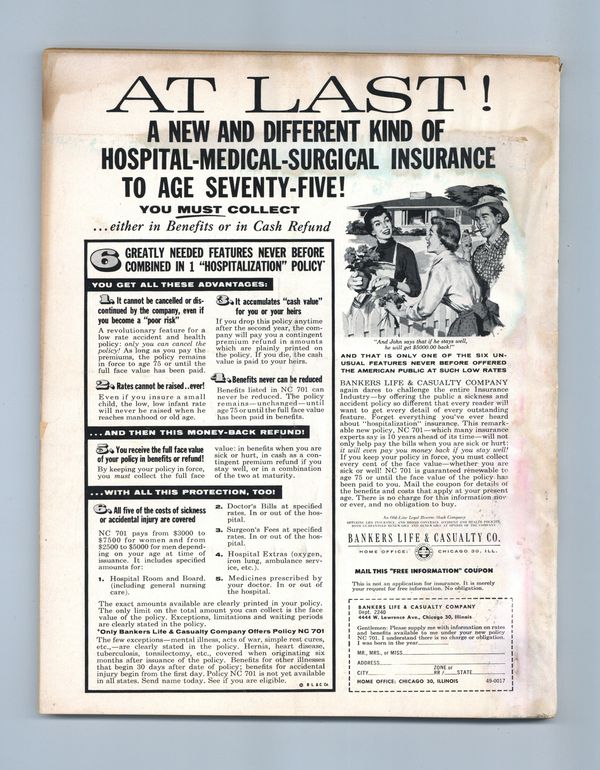 AT LAST!
A NEW AND DIFFERENT KIND OF
HOSPITAL-MEDICAL-SURGICAL INSURANCE
TO AGE SEVENTY-FIVE!
YOU MUST COLLECT
...either in Benefits or in Cash Refund
6 GREATLY NEEDED FEATURES NEVER BEFORE
COMBINED IN 1 "HOSPITALIZATION" POLICY*
YOU GET ALL THESE ADVANTAGES:
1. It cannot be cancelled or dis-
continued by the company, even if
you become a "poor risk"
A revolutionary feature for a
low rate accident and health
policy: only you can cancel the
policy! As long as you pay the
premiums, the policy remains
in force to age 75 or until the
full face value has been paid.
2. Rates cannot be raised..ever!
Even if you insure a small
child, the low, low infant rate
will never be raised when he
reaches manhood or old age.
3. It accumulates "cash value"
for you or your heirs
If you drop this policy anytime
after the second year, the com-
pany will pay you a contingent
premium refund in amounts
which are plainly printed on
the policy. If you die, the cash
value is paid to your heirs.
4. Benefits never can be reduced
Benefits listed in NC 701 can
never be reduced. The policy
remains—unchanged—until
age 75 or until the full face value
has been paid in benefits.
...AND THEN THIS MONEY-BACK REFUND!
5. You receive the full face value
of your policy in benefits or refund!
By keeping your policy in force,
you must collect the full face
value: in benefits when you are
sick or hurt, in cash as a con-
tingent premium refund if you
stay well, or in a combination
of the two at maturity.
...WITH ALL THIS PROTECTION, TOO!
6. All five of the costs of sickness
or accidental injury are covered
NC 701 pays from $3000 to
$7500 for women and from
$2500 to $5000 for men depend-
ing on your age at time of
issuance. It includes specified
amounts for:
1. Hospital Room and Board,
(including general nursing
care).
2. Doctor's Bills at specified
rates. In or out of the hos-
pital.
3. Surgeon's Fees at specified
rates. In or out of the hos-
pital.
4. Hospital Extras (oxygen,
iron lung, ambulance serv-
ice, etc.).
5. Medicines prescribed by
your doctor. In or out of
the hospital.
The exact amounts available are clearly printed in your policy.
The only limit on the total amount you can collect is the face
value of the policy. Exceptions, limitations and waiting periods
are clearly stated in the policy.
*Only Bankers Life & Casualty Company Offers Policy NC 701
The few exceptions—mental illness, acts of war, simple rest cures,
etc.,—are clearly stated in the policy. Hernia, heart disease,
tuberculosis, tonsilectomy, etc., covered when originating six
months after issuance of the policy. Benefits for other illnesses
that begin 30 days after date of policy; benefits for accidental
injury begin from the first day. Policy NC 701 is not yet available
in all states. Send name today. See if you are eligible.
© B L & C Co.
"And John says that if he stays well,
he will get $5000.00 back!"
AND THAT IS ONLY ONE OF THE SIX UN-
USUAL FEATURES NEVER BEFORE OFFERED
THE AMERICAN PUBLIC AT SUCH LOW RATES
BANKERS LIFE & CASUALTY COMPANY
again dares to challenge the entire Insurance
Industry—by offering the public a sickness and
accident policy so different that every reader will
want to get every detail of every outstanding
feature. Forget everything you've ever heard
about "hospitalization" insurance. This remark-
able new policy, NC 701—which many insurance
experts say is 10 years ahead of its time—will not
only help pay the bills when you are sick or hurt:
it will even pay you money back if you stay well!
If you keep your policy in force, you must collect
every cent of the face value—whether you are
sick or well! NC 701 is guaranteed renewable to
age 75 or until the face value of the policy has
been paid to you. Mail the coupon for details of
the benefits and costs that apply at your present
age. There is no charge for this information now
or ever, and no obligation to buy.
An Old Line Legal Reserve Stock Company
BANKERS LIFE & CASUALTY CO.
HOME OFFICE: CHICAGO 30, ILL.
MAIL THIS "FREE INFORMATION" COUPON
This is not an application for insurance. It is merely
your request for free information. No obligation.
BANKERS LIFE & CASUALTY COMPANY
Dept. 2240
4444 W. Lawrence Ave., Chicago 30, Illinois
Gentlemen: Please supply me with information on rates
and benefits available to me under your new policy
NC 701. I understand there is no charge or obligation.
I was born in the year
MR., MRS., or MISS
ADDRESS
CITY ZONE or RR / STATE
HOME OFFICE: CHICAGO 30, ILLINOIS 49-0017